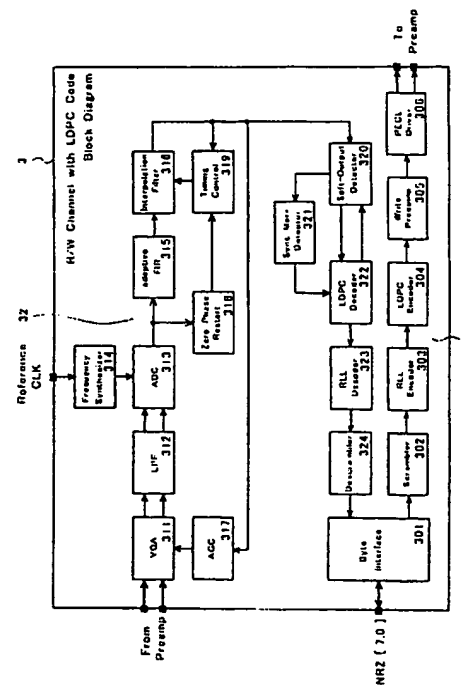 3
R/W Channel with LDPC Code
Block Diagram
32
Reference
CLK
Frequency
Synthesizer
314
From
Preamp
VGA
311
LPF
312
ADC
313
adaptive
FIR
315
Interpolation
Filter
316
AGC
317
Zero Phase
Restart
318
Timing
Control
319
Sync Mark
Detector
321
Soft-Output
Detector
320
LDPC
Decoder
322
RLL
Decoder
323
Descrambler
324
NRZ [ 7.0 ]
Byte
Interface
301
Scrambler
302
RLL
Encoder
303
LDPC
Encoder
304
Write
Precomp
305
PECL
Driver
306
To
Preamp